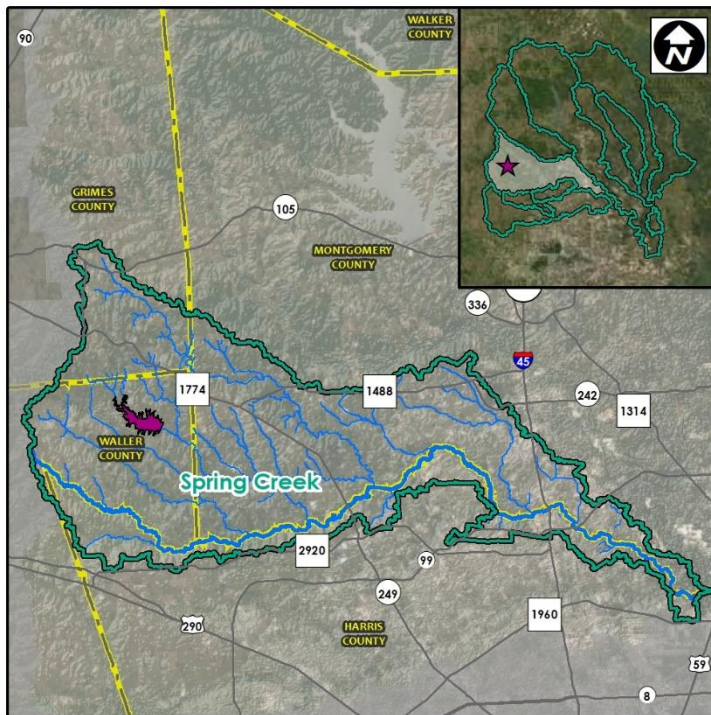 WALKER
COUNTY
N
90
GRIMES
COUNTY
105
MONTGOMERY
COUNTY
336
45
1774
1488
242
1314
WALLER
COUNTY
Spring Creek
2920
99
249
290
HARRIS
COUNTY
1960
59
8